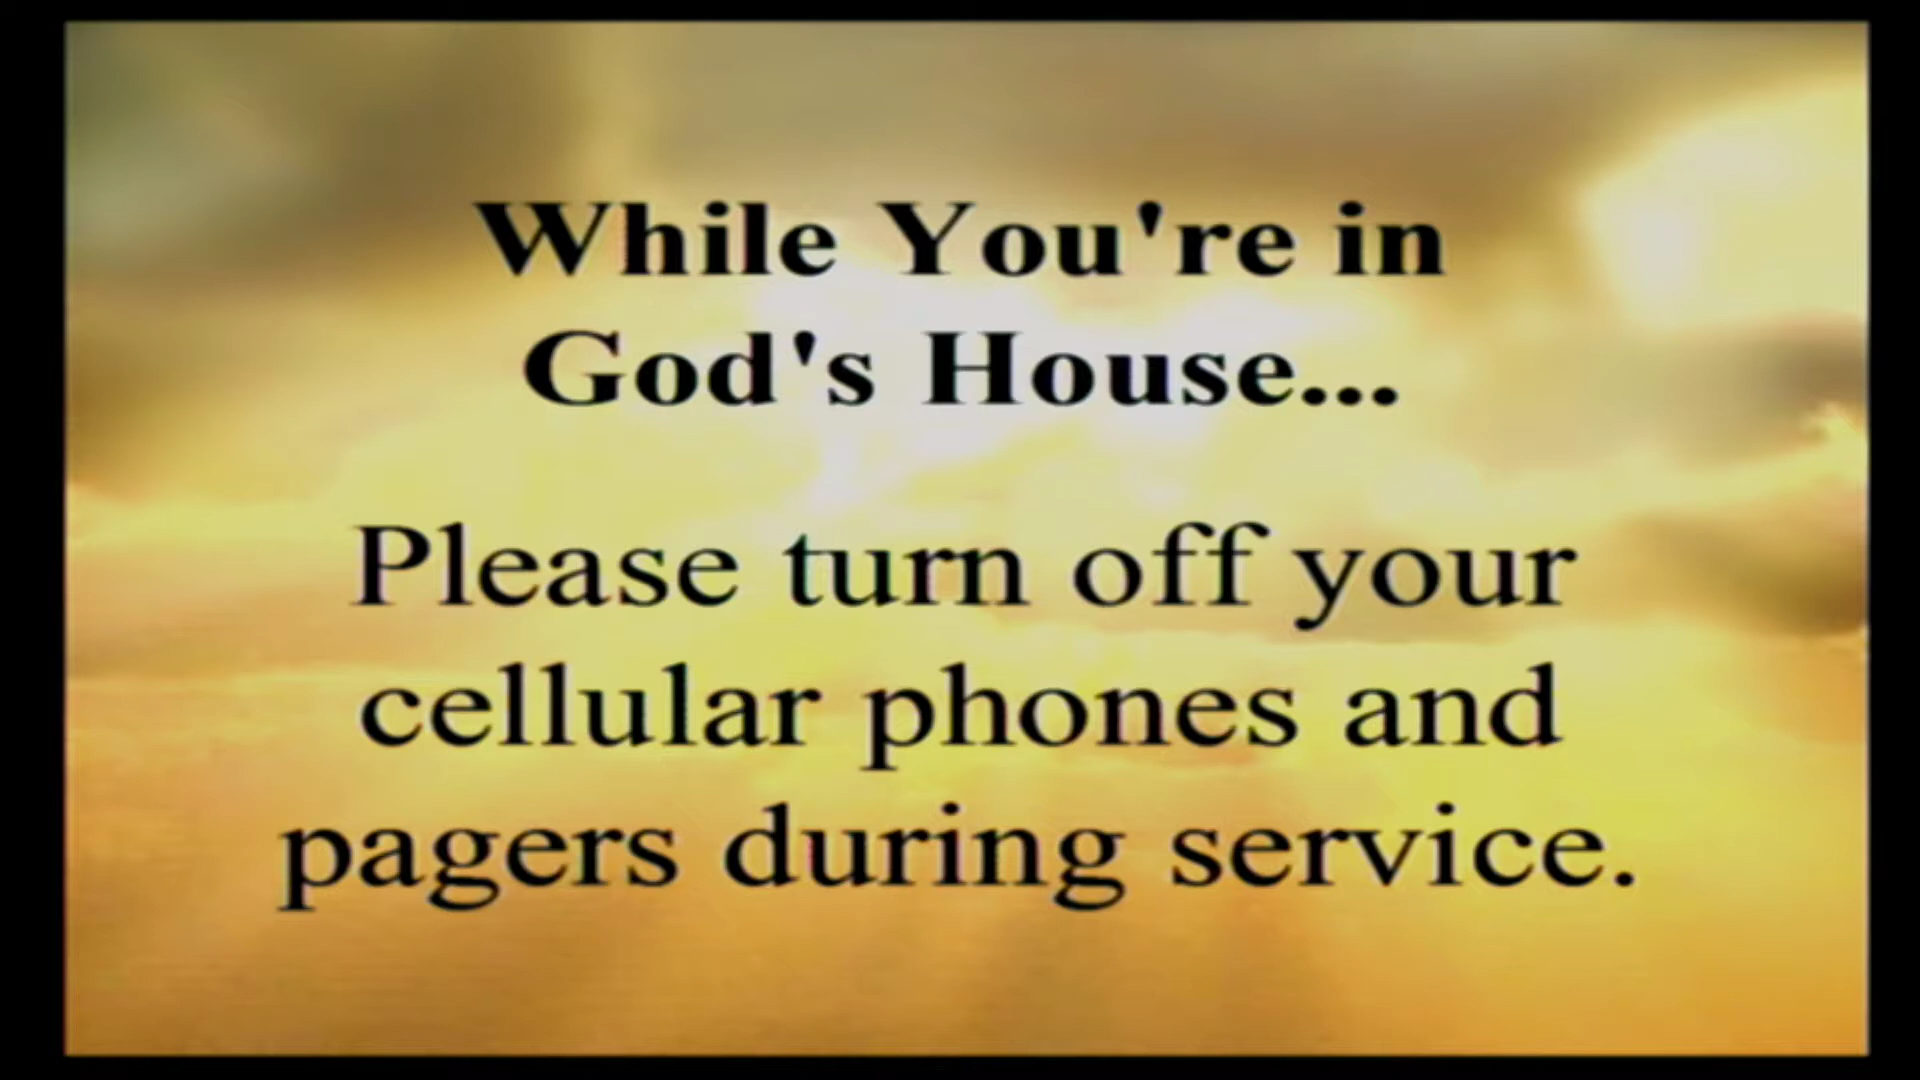 While You're in
God's House...
Please turn off your
cellular phones and
pagers during service.